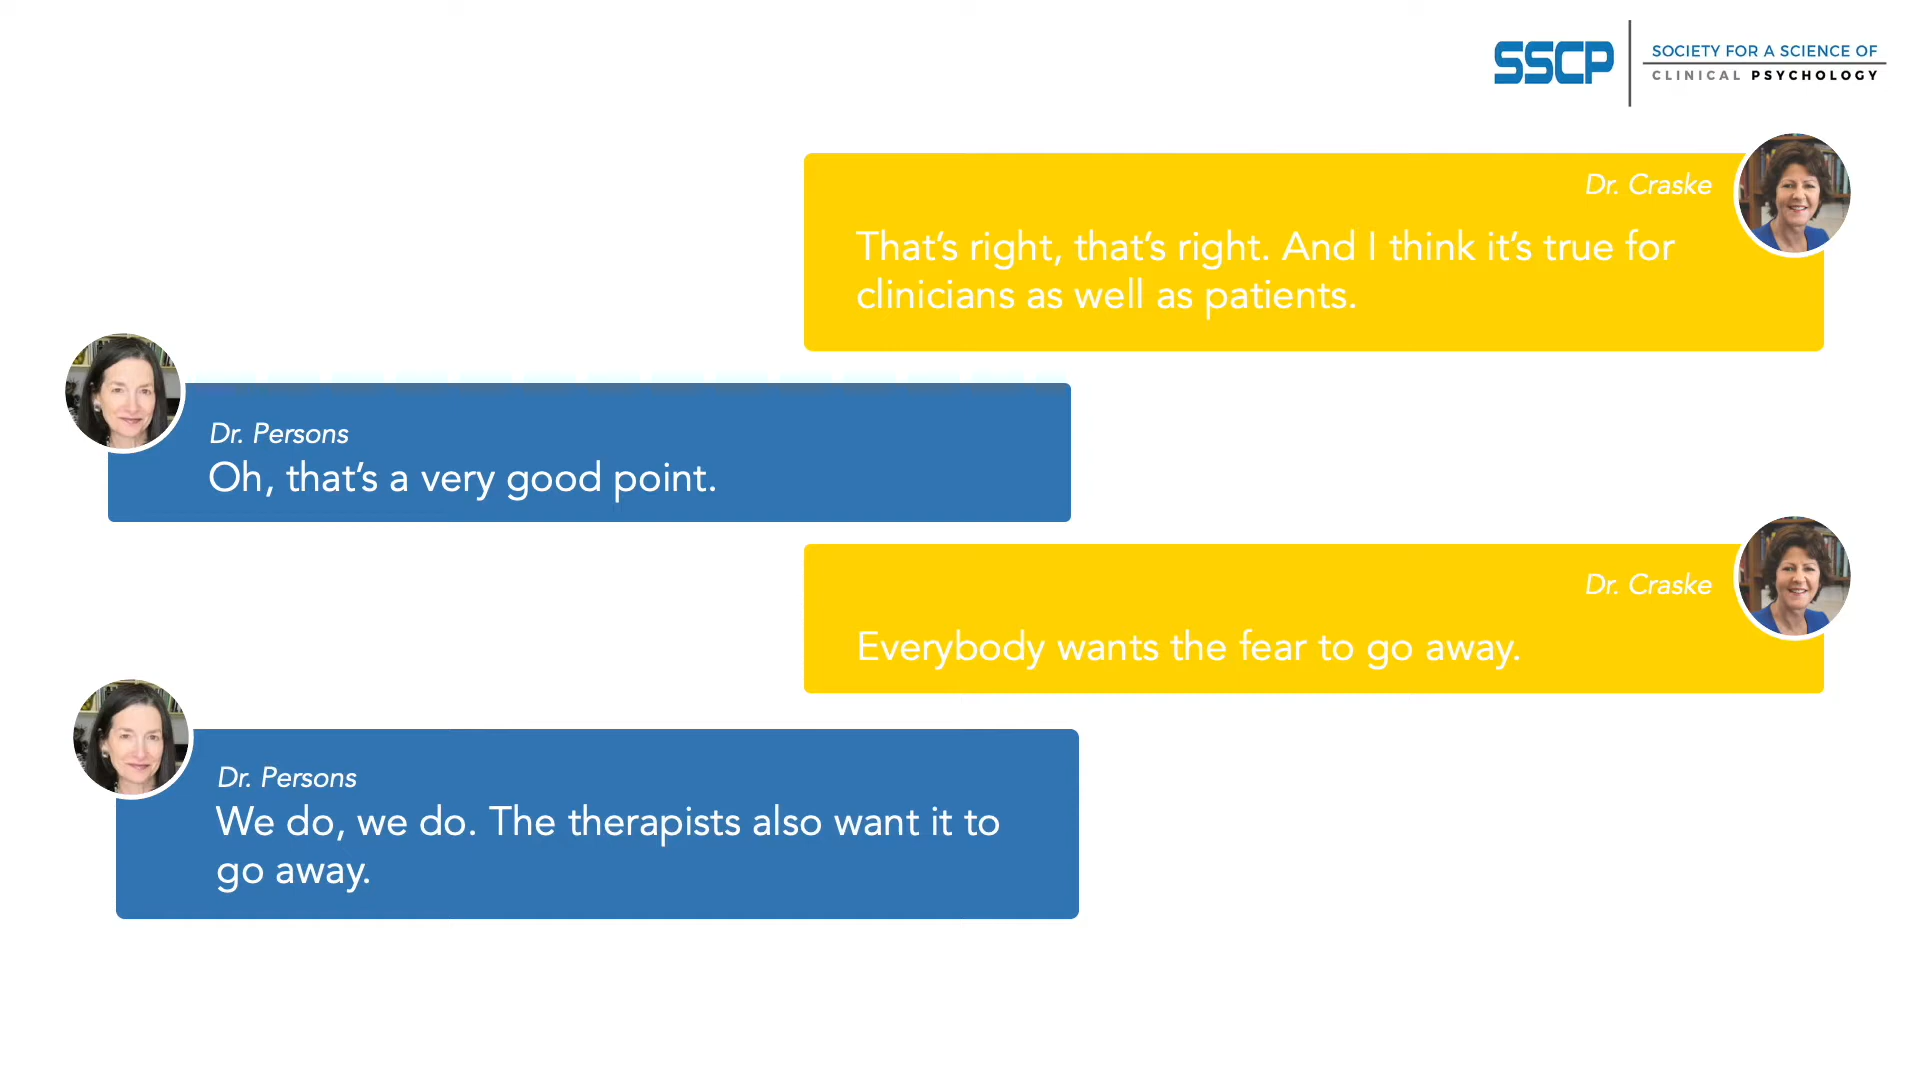 SSCP
SOCIETY FOR A SCIENCE OF
CLINICAL PSYCHOLOGY
Dr. Craske
That’s right, that’s right. And I think it’s true for
clinicians as well as patients.
Dr. Persons
Oh, that’s a very good point.
Dr. Craske
Everybody wants the fear to go away.
Dr. Persons
We do, we do. The therapists also want it to
go away.